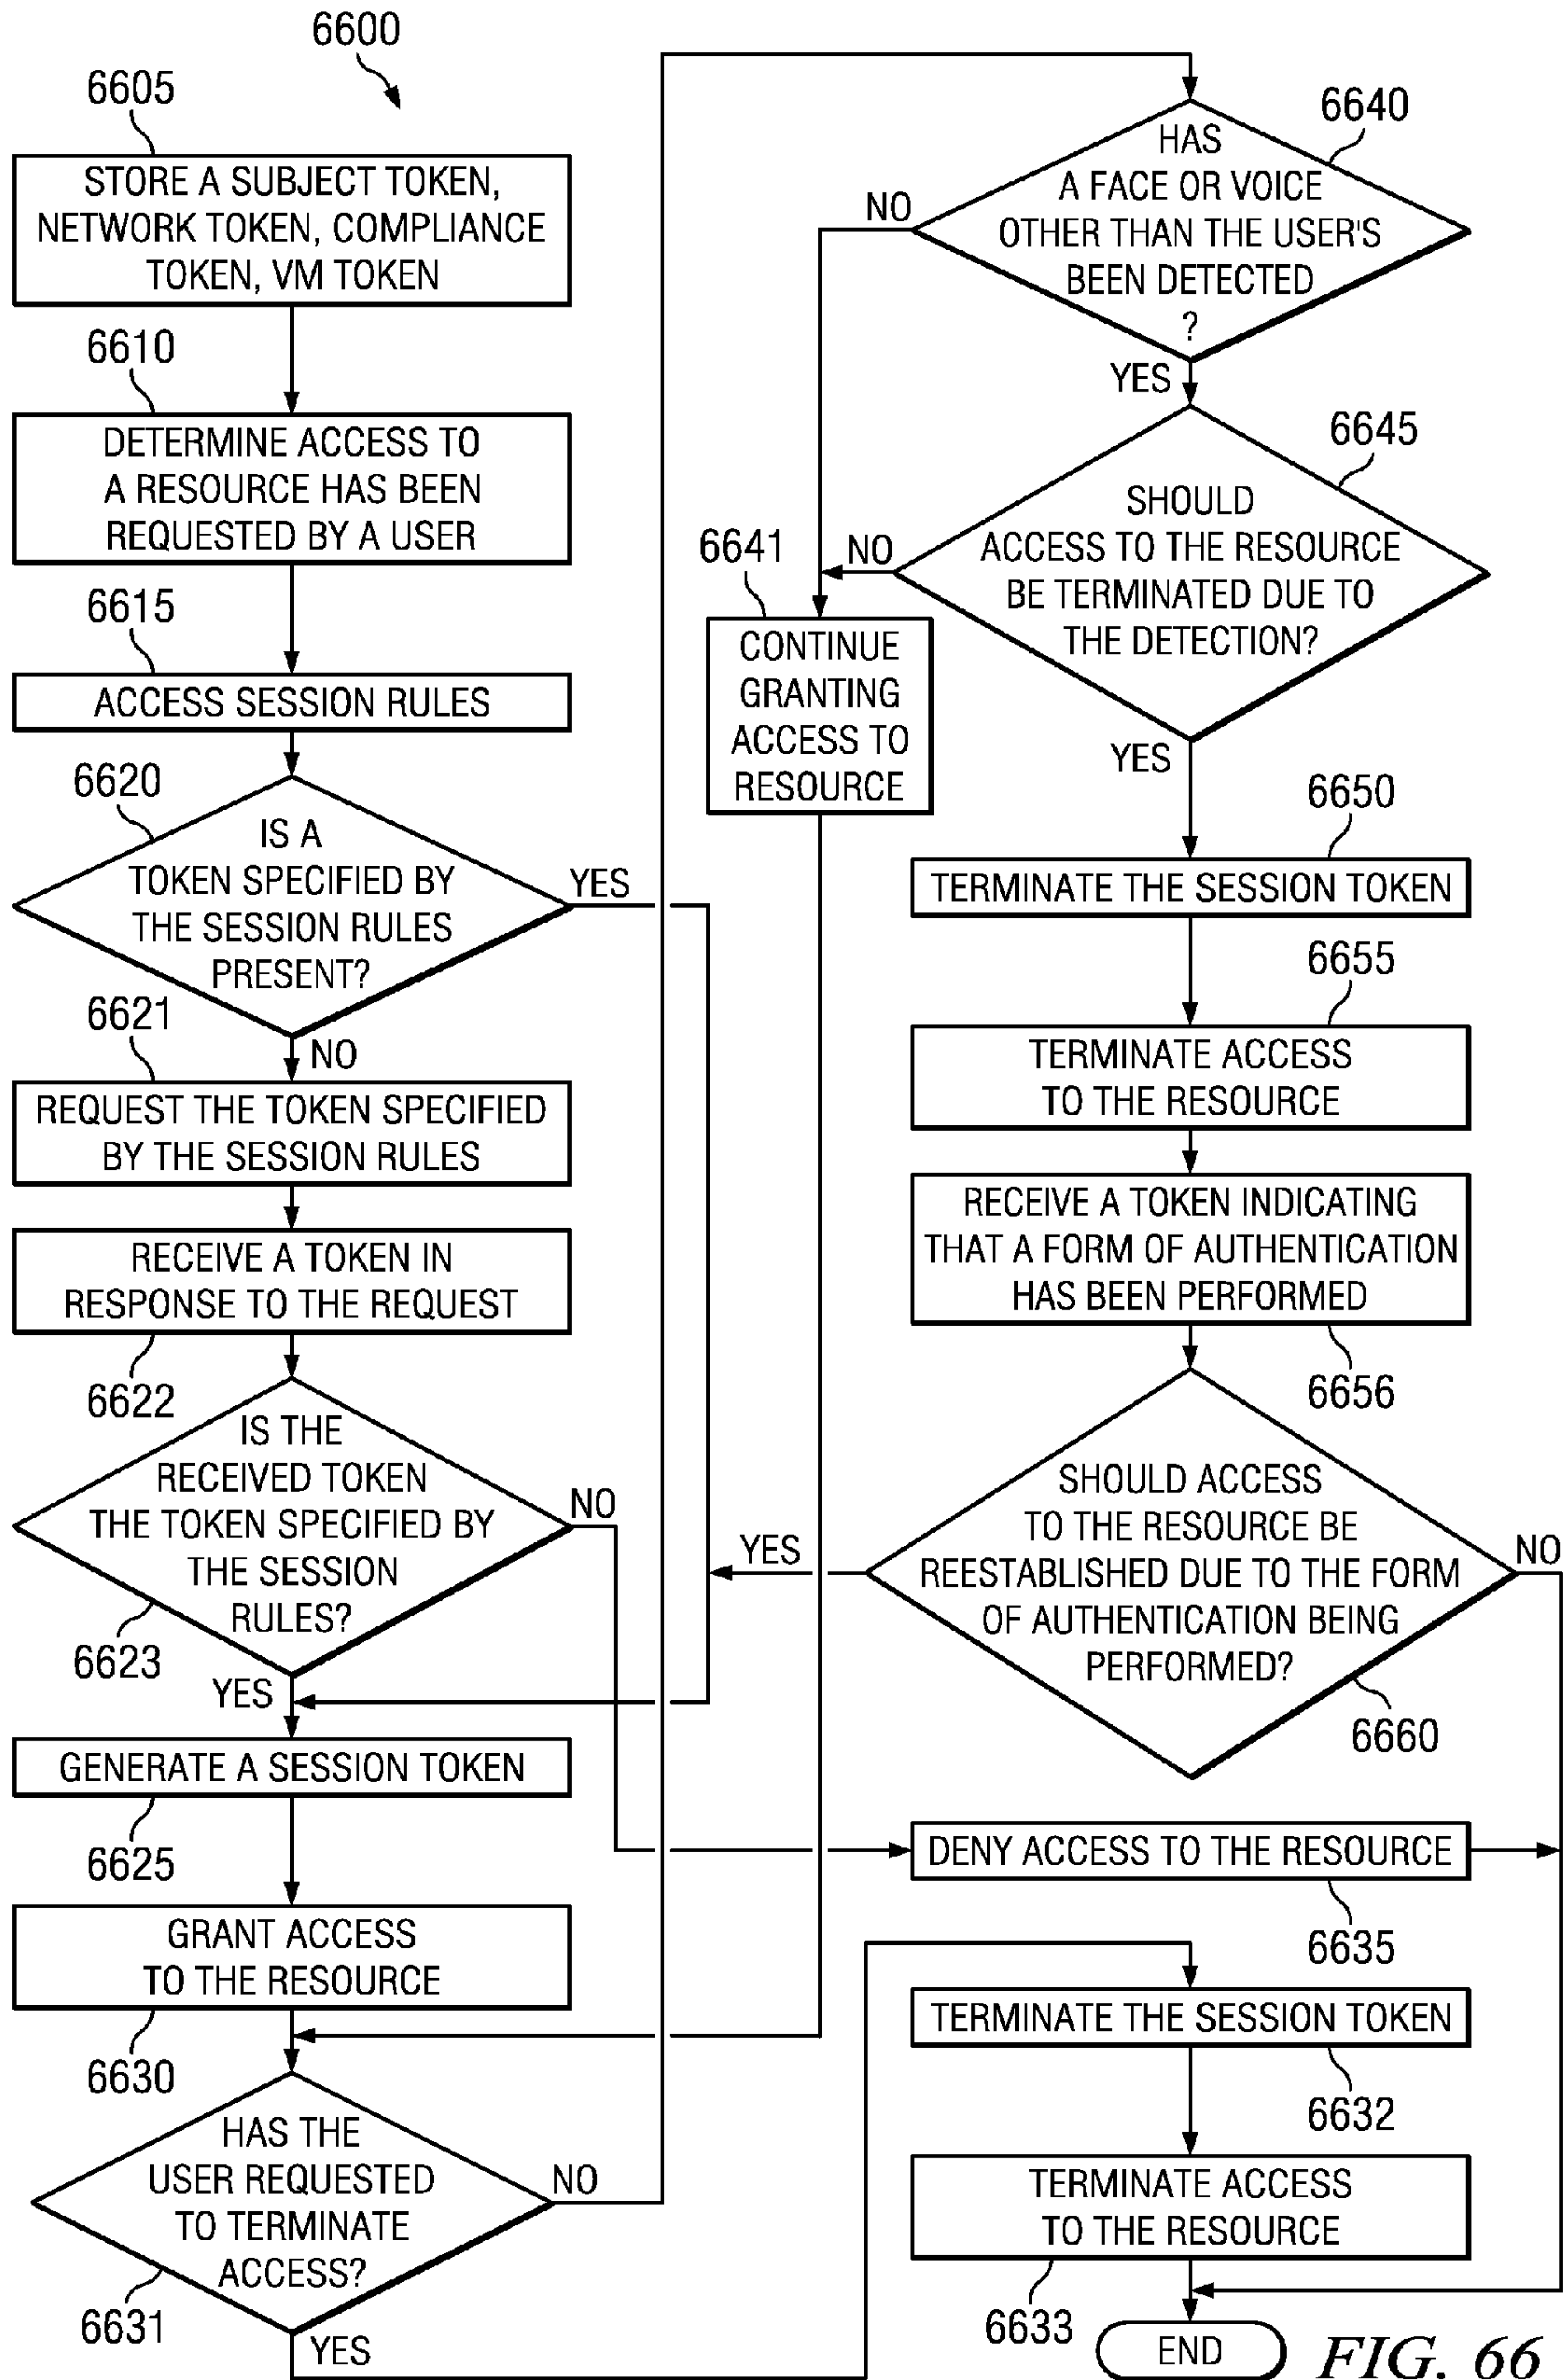 6600
6605
STORE A SUBJECT TOKEN,
NETWORK TOKEN, COMPLIANCE
TOKEN, VM TOKEN
6610
DETERMINE ACCESS TO
A RESOURCE HAS BEEN
REQUESTED BY A USER
6615
ACCESS SESSION RULES
6620
IS A
TOKEN SPECIFIED BY
THE SESSION RULES
PRESENT?
YES
NO
6621
REQUEST THE TOKEN SPECIFIED
BY THE SESSION RULES
RECEIVE A TOKEN IN
RESPONSE TO THE REQUEST
6622
IS THE
RECEIVED TOKEN
THE TOKEN SPECIFIED BY
THE SESSION
RULES?
NO
6623
YES
GENERATE A SESSION TOKEN
6625
GRANT ACCESS
TO THE RESOURCE
6630
HAS THE
USER REQUESTED
TO TERMINATE
ACCESS?
NO
6631
YES
6640
HAS
A FACE OR VOICE
OTHER THAN THE USER'S
BEEN DETECTED
?
NO
YES
6645
SHOULD
ACCESS TO THE RESOURCE
BE TERMINATED DUE TO
THE DETECTION?
NO
6641
CONTINUE
GRANTING
ACCESS TO
RESOURCE
YES
6650
TERMINATE THE SESSION TOKEN
6655
TERMINATE ACCESS
TO THE RESOURCE
RECEIVE A TOKEN INDICATING
THAT A FORM OF AUTHENTICATION
HAS BEEN PERFORMED
6656
SHOULD ACCESS
TO THE RESOURCE BE
REESTABLISHED DUE TO THE FORM
OF AUTHENTICATION BEING
PERFORMED?
YES
NO
6660
DENY ACCESS TO THE RESOURCE
6635
TERMINATE THE SESSION TOKEN
6632
TERMINATE ACCESS
TO THE RESOURCE
6633
END
FIG. 66